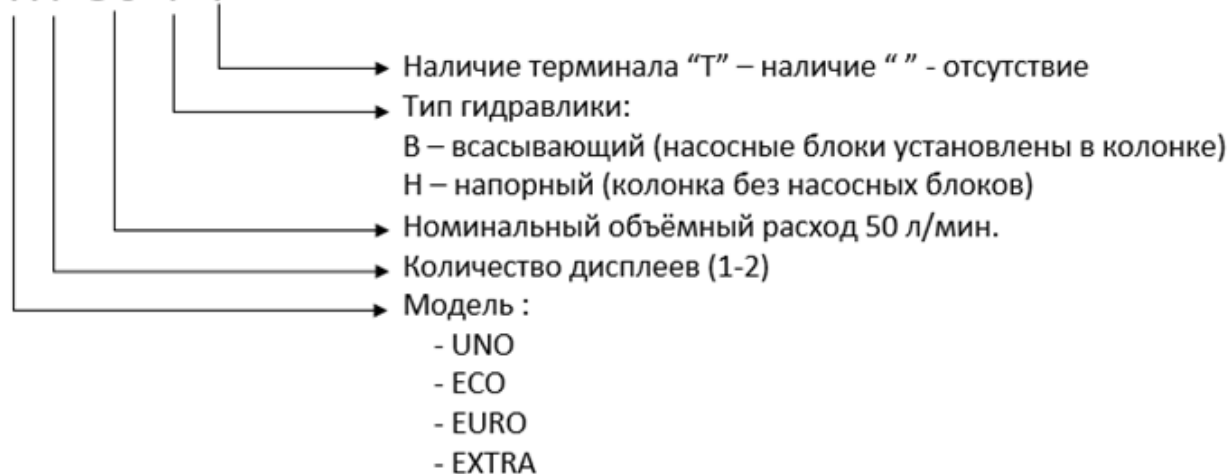 Наличие терминала “Т” – наличие “ ” - отсутствие
Тип гидравлики:
В – всасывающий (насосные блоки установлены в колонке)
Н – напорный (колонка без насосных блоков)
Номинальный объёмный расход 50 л/мин.
Количество дисплеев (1-2)
Модель :
- UNO
- ECO
- EURO
- EXTRA